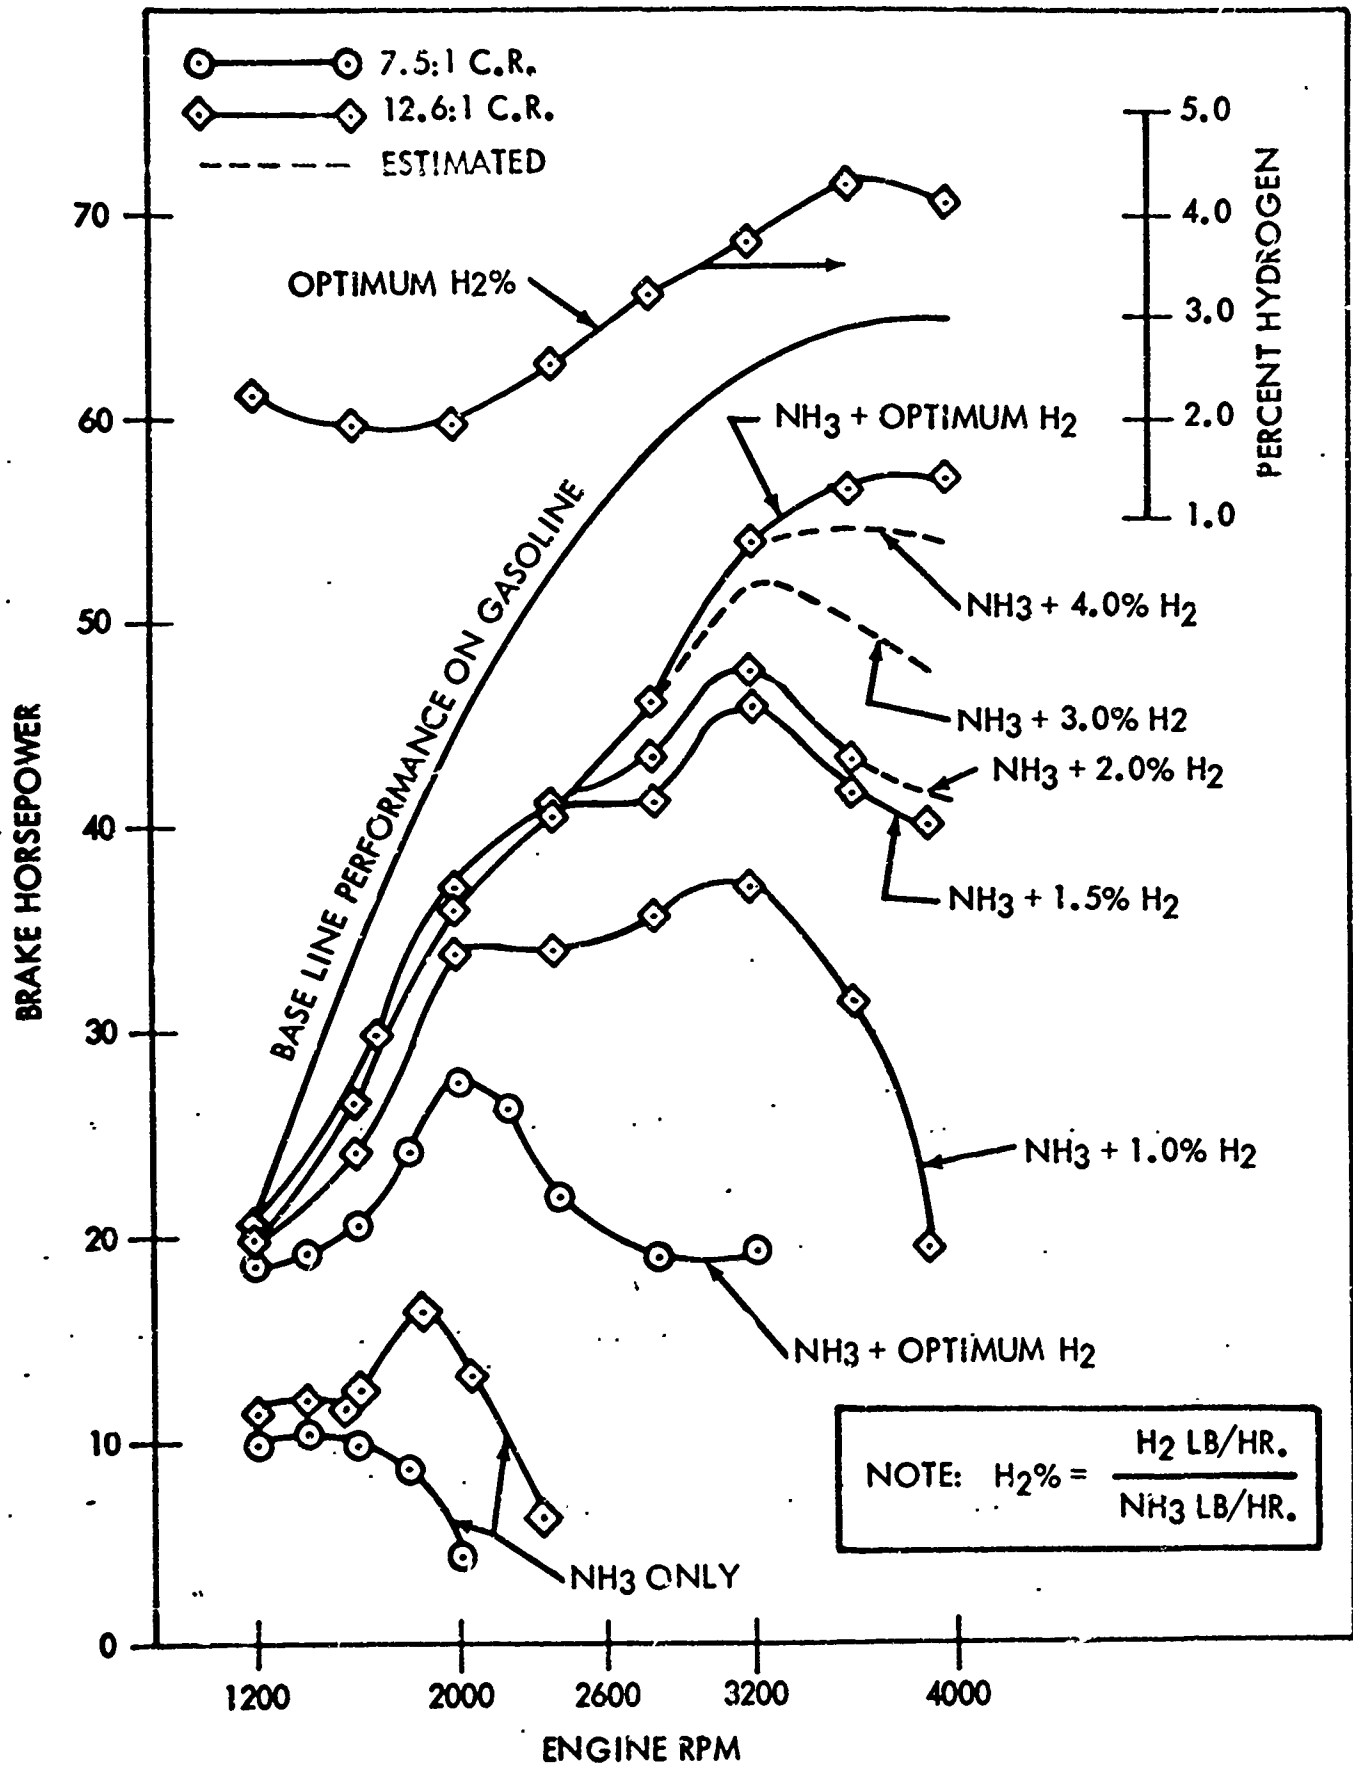 7.5:1 C.R.
12.6:1 C.R.
ESTIMATED
5.0
4.0
3.0
2.0
1.0
PERCENT HYDROGEN
70
60
50
40
30
20
10
0
BRAKE HORSEPOWER
OPTIMUM H2%
BASE LINE PERFORMANCE ON GASOLINE
NH3 + OPTIMUM H2
NH3 + 4.0% H2
NH3 + 3.0% H2
NH3 + 2.0% H2
NH3 + 1.5% H2
NH3 + 1.0% H2
NH3 + OPTIMUM H2
NH3 ONLY
NOTE: H2% = H2 LB/HR.
NH3 LB/HR.
1200 2000 2600 3200 4000
ENGINE RPM